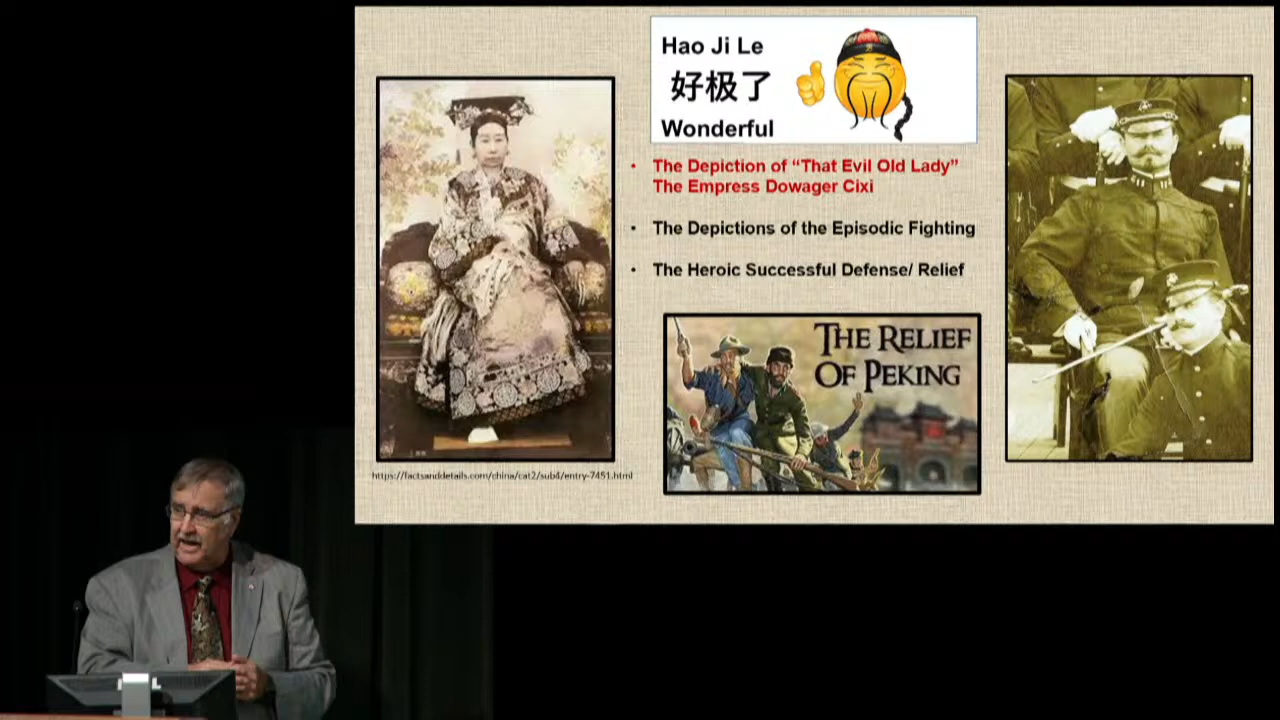 Hao Ji Le
好极了
Wonderful
• The Depiction of “That Evil Old Lady”
The Empress Dowager Cixi
• The Depictions of the Episodic Fighting
• The Heroic Successful Defense/ Relief
THE RELIEF
OF PEKING
https://factsanddetails.com/china/cat2/sub4/entry-7451.html